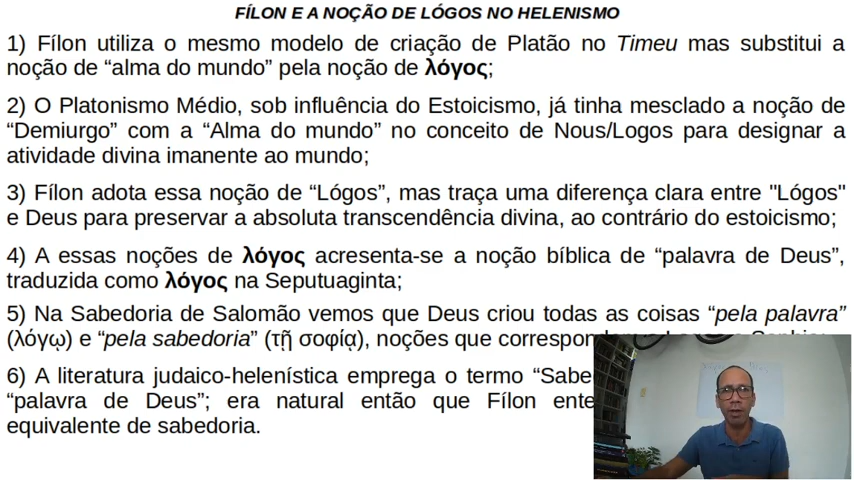 FÍLON E A NOÇÃO DE LÓGOS NO HELENISMO
1) Fílon utiliza o mesmo modelo de criação de Platão no Timeu mas substitui a
noção de “alma do mundo” pela noção de λόγος;
2) O Platonismo Médio, sob influência do Estoicismo, já tinha mesclado a noção de
“Demiurgo” com a “Alma do mundo” no conceito de Nous/Logos para designar a
atividade divina imanente ao mundo;
3) Fílon adota essa noção de “Lógos”, mas traça uma diferença clara entre "Lógos"
e Deus para preservar a absoluta transcendência divina, ao contrário do estoicismo;
4) A essas noções de λόγος acresenta-se a noção bíblica de “palavra de Deus”,
traduzida como λόγος na Seputuaginta;
5) Na Sabedoria de Salomão vemos que Deus criou todas as coisas “pela palavra”
(λόγῳ) e “pela sabedoria” (τῇ σοφίᾳ), noções que
6) A literatura judaico-helenística emprega o termo
“palavra de Deus”; era natural então que Fílon
equivalente de sabedoria.